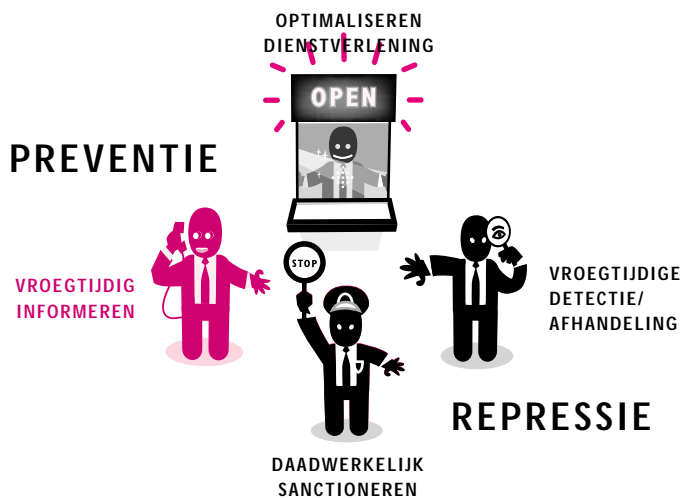 OPTIMALISEREN
DIENSTVERLENING
OPEN
PREVENTIE
VROEGTIJDIG
INFORMEREN
STOP
VROEGTIJDIGE
DETECTIE/
AFHANDELING
REPRESSIE
DAADWERKELIJK
SANCTIONEREN